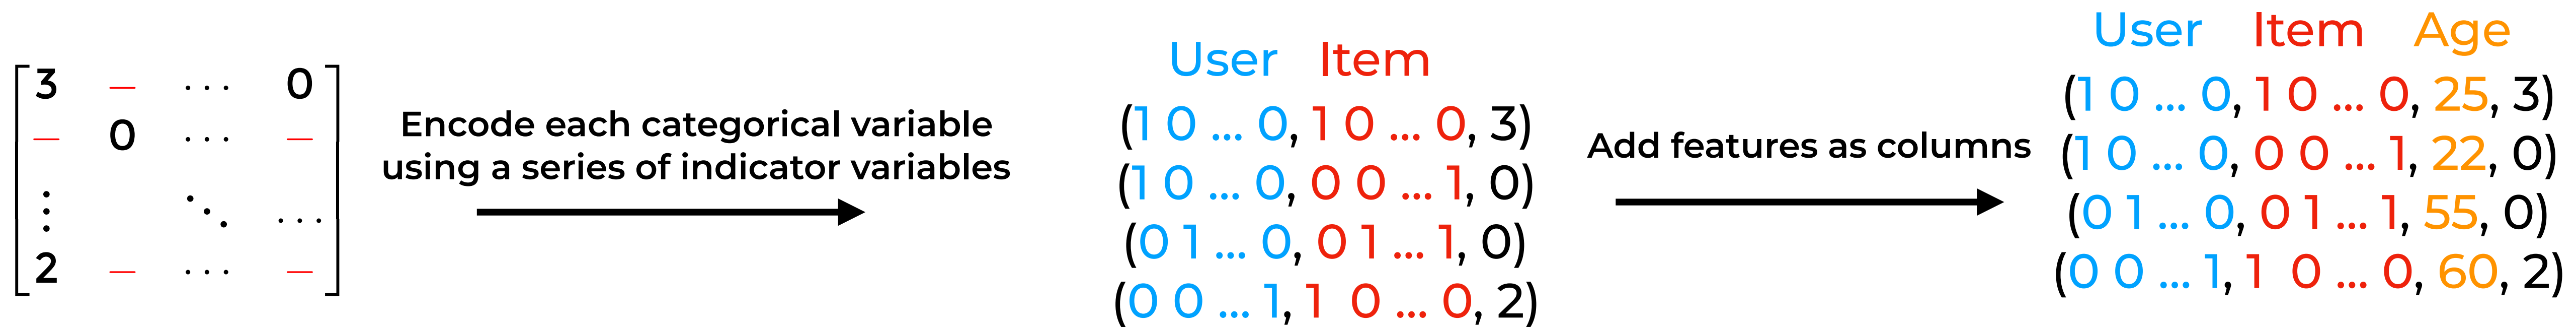 3 — ... 0
— 0 ... —
⋮ ⋱ ...
2 — ... —
Encode each categorical variable
using a series of indicator variables
User Item
(1 0 ... 0, 1 0 ... 0, 3)
(1 0 ... 0, 0 0 ... 1, 0)
(0 1 ... 0, 0 1 ... 1, 0)
(0 0 ... 1, 1 0 ... 0, 2)
Add features as columns
User Item Age
(1 0 ... 0, 1 0 ... 0, 25, 3)
(1 0 ... 0, 0 0 ... 1, 22, 0)
(0 1 ... 0, 0 1 ... 1, 55, 0)
(0 0 ... 1, 1 0 ... 0, 60, 2)